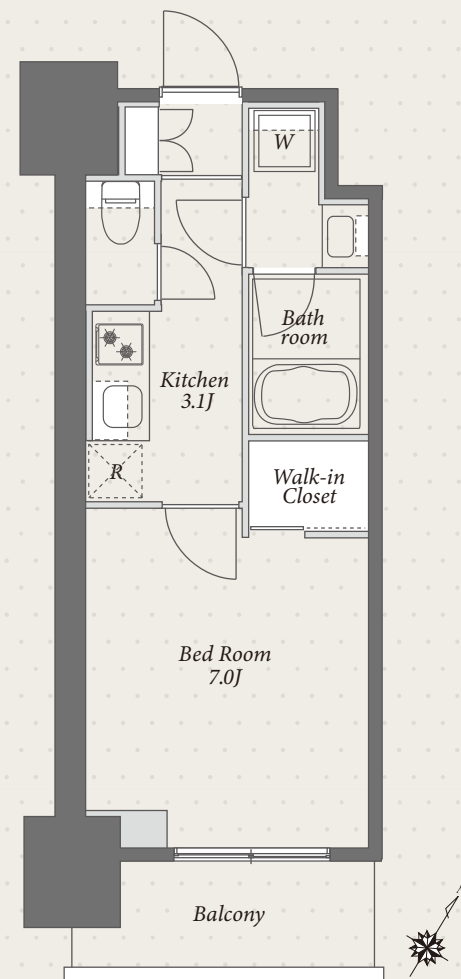 W
Bath
room
Kitchen
3.1J
R
Walk-in
Closet
Bed Room
7.0J
Balcony